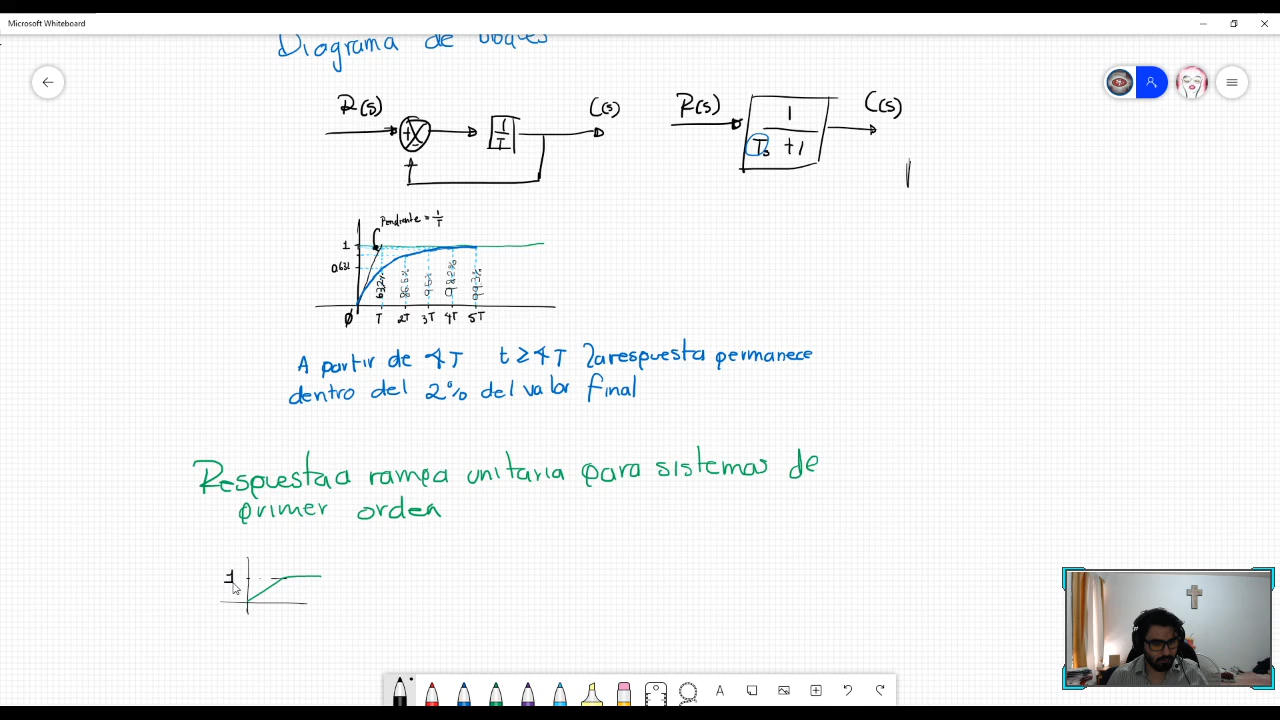 Microsoft Whiteboard
Diagrama de bloques
R(s)
C(s)
R(s)
C(s)
+
-
1
T
1
Ts +1
Pendiente = 1/T
1
0.632
63.2%
86.5%
95%
98.2%
99.3%
0
T
2T
3T
4T
5T
A partir de 4T t ≥ 4T la respuesta permanece
dentro del 2% del valor final
Respuesta a rampa unitaria para sistemas de
primer orden
1
A